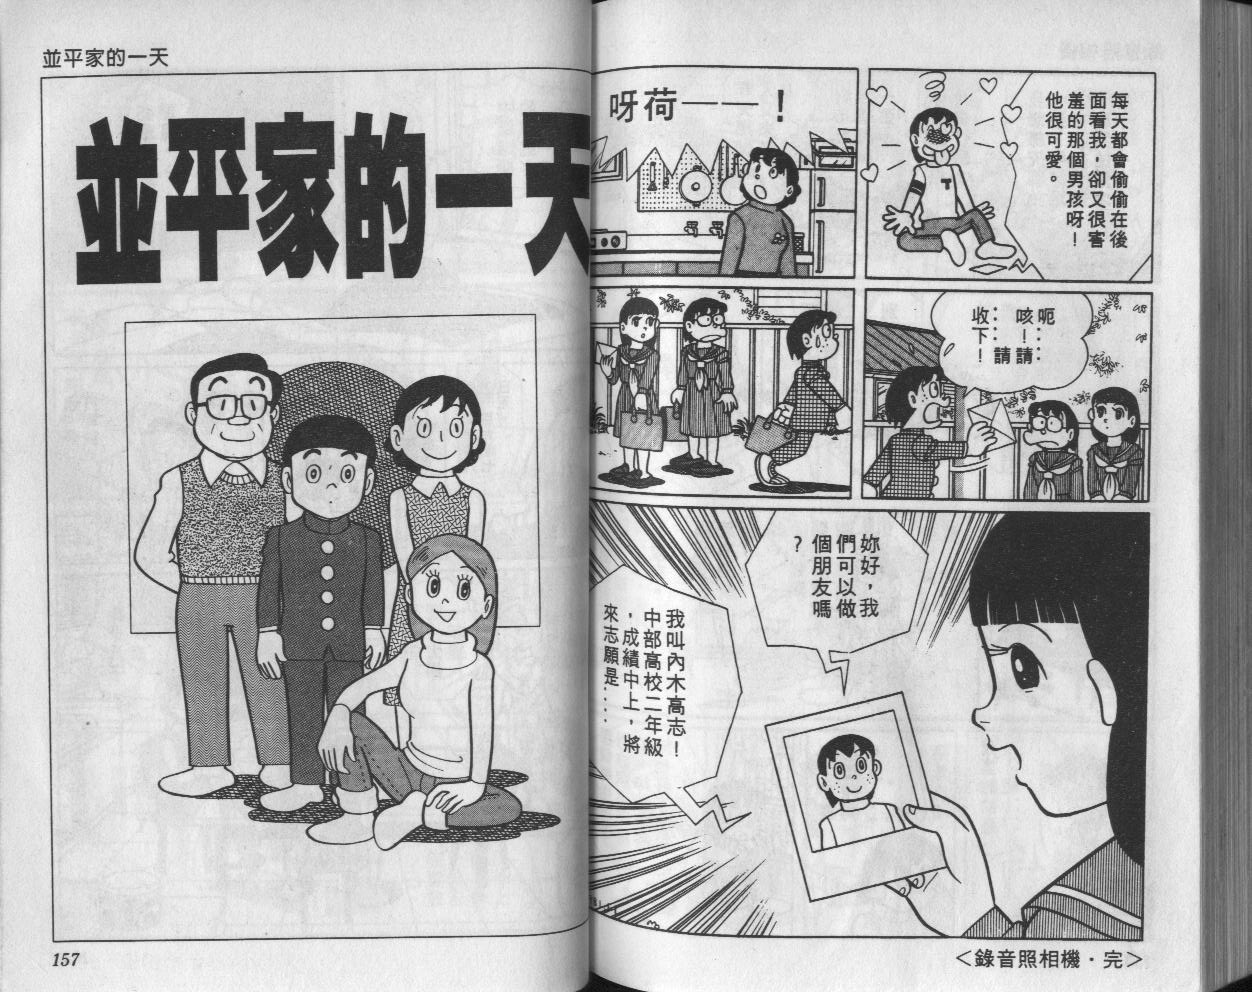 每天都會偷偷在後
面看我，卻又很害
羞的那個男孩呀！
他很可愛。
T
呀荷——！
呃……
咳！請
……請
收下！
妳好，我
們可以做
個朋友嗎
？
我叫內木高志！
中部高校二年級
，成績中上，將
來志願是……
＜錄音照相機・完＞
並平家的一天
並平家的一天
157